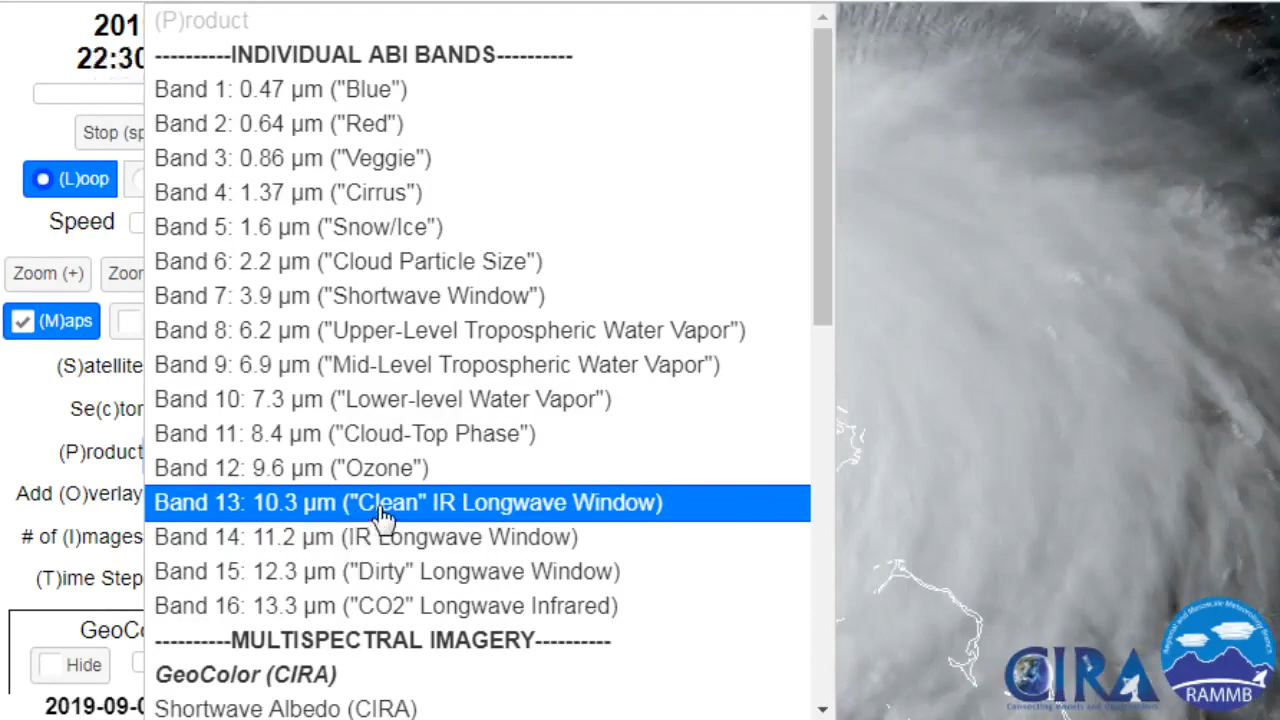 201
22:30
Stop (sp
(L)oop
Speed
Zoom (+)
Zoor
(M)aps
(S)atellite
Se(c)tor
(P)roduct
Add (O)verlay
# of (I)mages
(T)ime Step
GeoCo
Hide
2019-09-0
(P)roduct
----------INDIVIDUAL ABI BANDS----------
Band 1: 0.47 µm ("Blue")
Band 2: 0.64 µm ("Red")
Band 3: 0.86 µm ("Veggie")
Band 4: 1.37 µm ("Cirrus")
Band 5: 1.6 µm ("Snow/Ice")
Band 6: 2.2 µm ("Cloud Particle Size")
Band 7: 3.9 µm ("Shortwave Window")
Band 8: 6.2 µm ("Upper-Level Tropospheric Water Vapor")
Band 9: 6.9 µm ("Mid-Level Tropospheric Water Vapor")
Band 10: 7.3 µm ("Lower-level Water Vapor")
Band 11: 8.4 µm ("Cloud-Top Phase")
Band 12: 9.6 µm ("Ozone")
Band 13: 10.3 µm ("Clean" IR Longwave Window)
Band 14: 11.2 µm (IR Longwave Window)
Band 15: 12.3 µm ("Dirty" Longwave Window)
Band 16: 13.3 µm ("CO2" Longwave Infrared)
----------MULTISPECTRAL IMAGERY----------
GeoColor (CIRA)
Shortwave Albedo (CIRA)
CIRA
Regional and Mesoscale Meteorology Branch
RAMMB